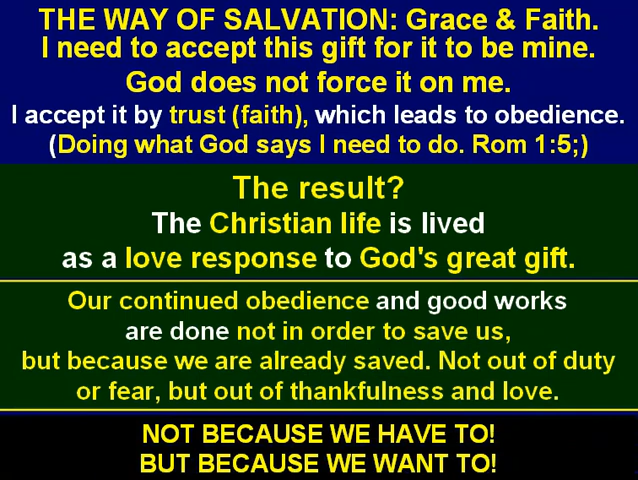 THE WAY OF SALVATION: Grace & Faith.
I need to accept this gift for it to be mine.
God does not force it on me.
I accept it by trust (faith), which leads to obedience.
(Doing what God says I need to do. Rom 1:5;)
The result?
The Christian life is lived
as a love response to God's great gift.
Our continued obedience and good works
are done not in order to save us,
but because we are already saved. Not out of duty
or fear, but out of thankfulness and love.
NOT BECAUSE WE HAVE TO!
BUT BECAUSE WE WANT TO!